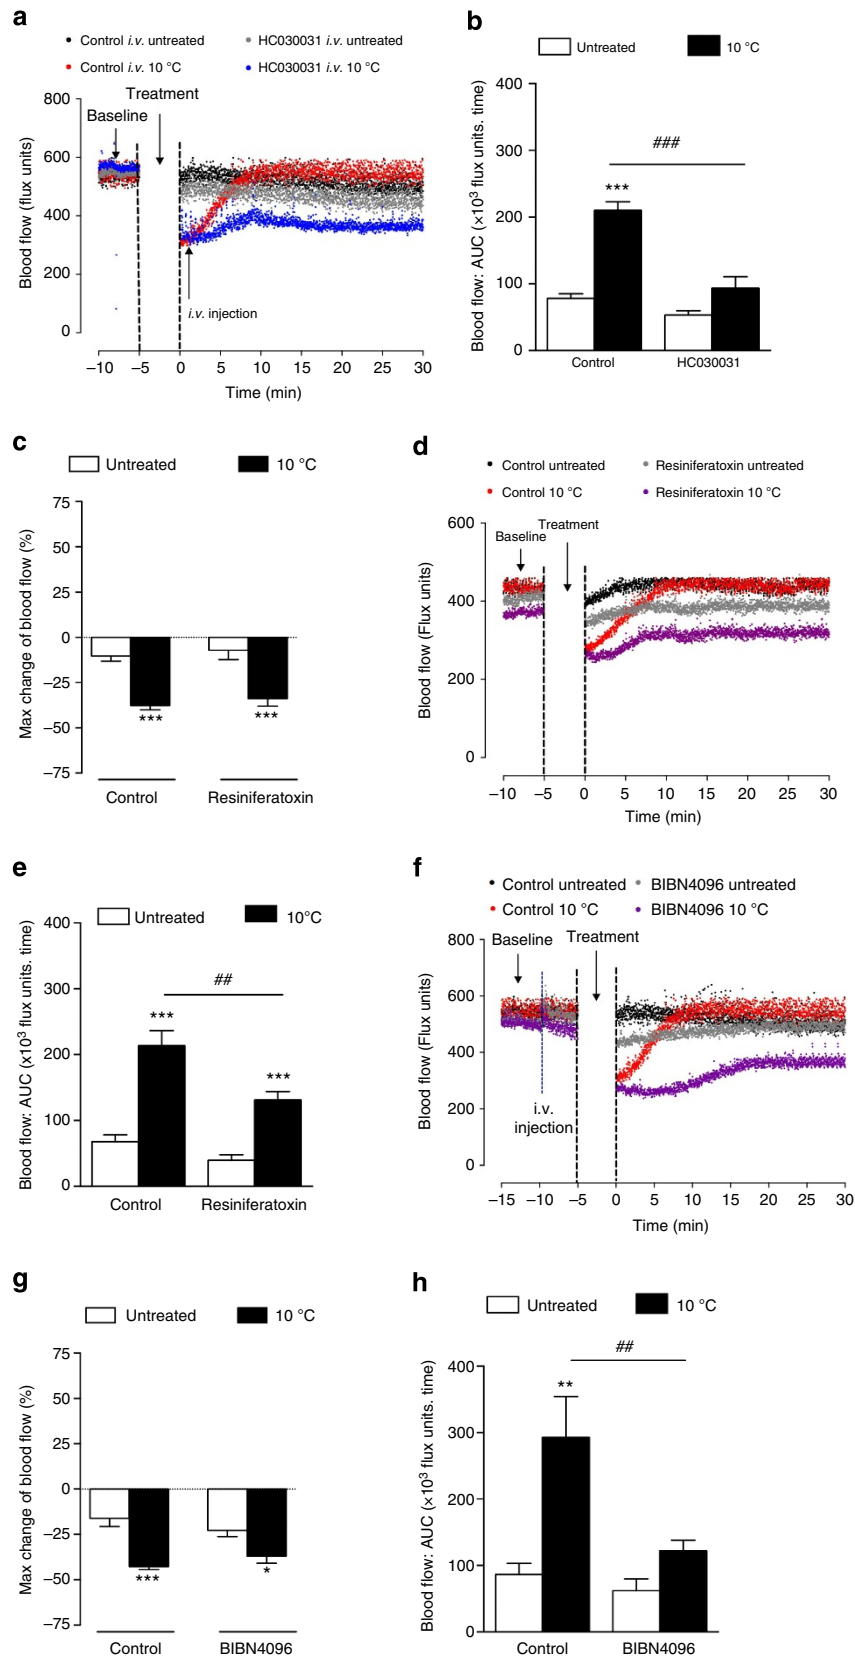 a
Control i.v. untreated
HC030031 i.v. untreated
Control i.v. 10 °C
HC030031 i.v. 10 °C
Treatment
Baseline
800
600
400
200
0
Blood flow (flux units)
i.v. injection
−10 −5 0 5 10 15 20 25 30
Time (min)
b
Untreated
10 °C
400
300
200
100
0
Blood flow: AUC (×10³ flux units. time)
###
***
Control
HC030031
c
Untreated
10 °C
75
50
25
0
−25
−50
−75
Max change of blood flow (%)
***
***
Control
Resiniferatoxin
d
Control untreated
Resiniferatoxin untreated
Control 10 °C
Resiniferatoxin 10 °C
Treatment
Baseline
600
400
200
0
Blood flow (Flux units)
−10 −5 0 5 10 15 20 25 30
Time (min)
e
Untreated
10°C
400
300
200
100
0
Blood flow: AUC (x10³ flux units. time)
##
***
***
Control
Resiniferatoxin
f
Control untreated
BIBN4096 untreated
Control 10 °C
BIBN4096 10 °C
Baseline
Treatment
800
600
400
200
0
Blood flow (Flux units)
i.v.
injection
−15 −10 −5 0 5 10 15 20 25 30
Time (min)
g
Untreated
10 °C
75
50
25
0
−25
−50
−75
Max change of blood flow (%)
***
*
Control
BIBN4096
h
Untreated
10 °C
400
300
200
100
0
Blood flow: AUC (×10³ flux units. time)
##
**
Control
BIBN4096